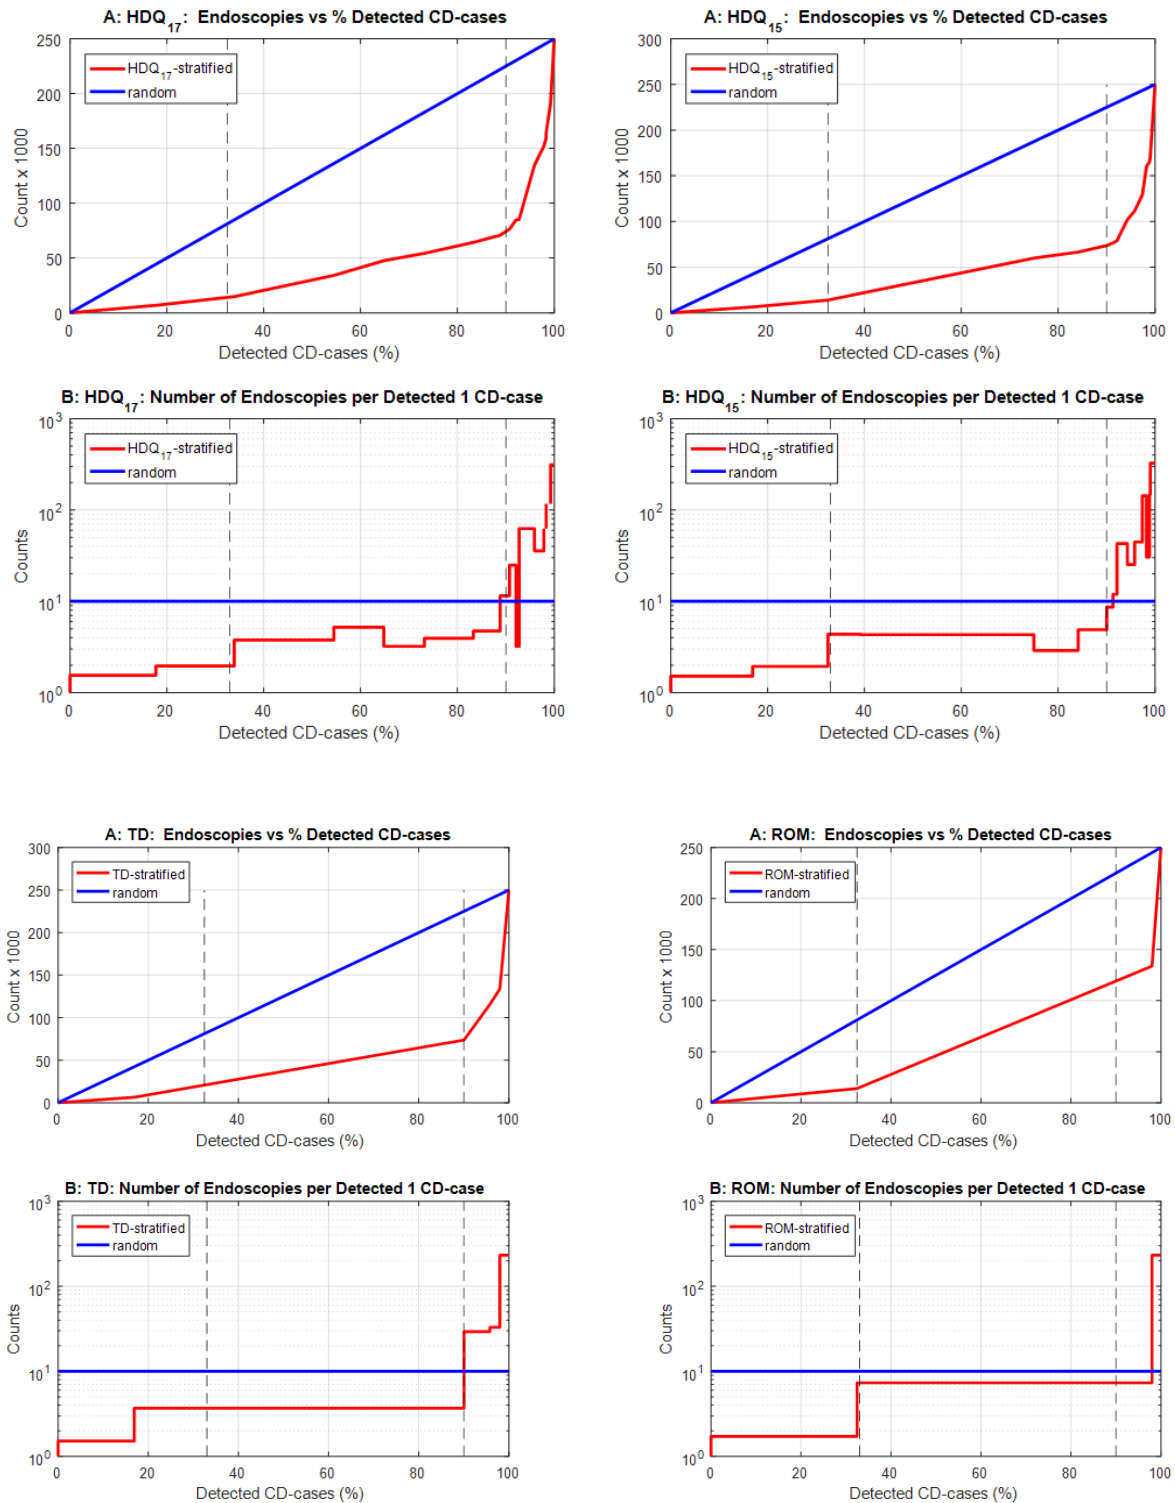 A: HDQ17: Endoscopies vs % Detected CD-cases
250
200
150
100
50
0
Count x 1000
HDQ17-stratified
random
0 20 40 60 80 100
Detected CD-cases (%)
A: HDQ15: Endoscopies vs % Detected CD-cases
300
250
200
150
100
50
0
Count x 1000
HDQ15-stratified
random
0 20 40 60 80 100
Detected CD-cases (%)
B: HDQ17: Number of Endoscopies per Detected 1 CD-case
10^3
10^2
10^1
10^0
Counts
HDQ17-stratified
random
0 20 40 60 80 100
Detected CD-cases (%)
B: HDQ15: Number of Endoscopies per Detected 1 CD-case
10^3
10^2
10^1
10^0
Counts
HDQ15-stratified
random
0 20 40 60 80 100
Detected CD-cases (%)
A: TD: Endoscopies vs % Detected CD-cases
300
250
200
150
100
50
0
Count x 1000
TD-stratified
random
0 20 40 60 80 100
Detected CD-cases (%)
A: ROM: Endoscopies vs % Detected CD-cases
250
200
150
100
50
0
Count x 1000
ROM-stratified
random
0 20 40 60 80 100
Detected CD-cases (%)
B: TD: Number of Endoscopies per Detected 1 CD-case
10^3
10^2
10^1
10^0
Counts
TD-stratified
random
0 20 40 60 80 100
Detected CD-cases (%)
B: ROM: Number of Endoscopies per Detected 1 CD-case
10^3
10^2
10^1
10^0
Counts
ROM-stratified
random
0 20 40 60 80 100
Detected CD-cases (%)